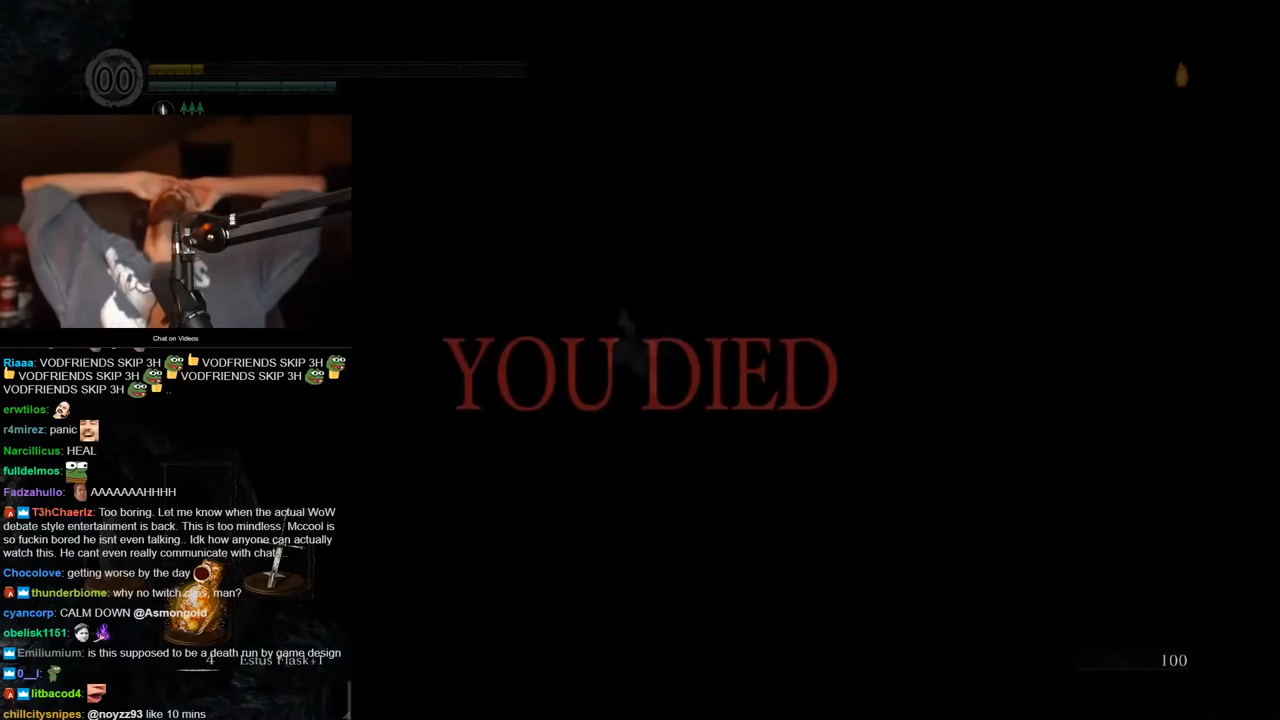 00
Chat on Videos
Riaaa: VODFRIENDS SKIP 3H VODFRIENDS SKIP 3H
VODFRIENDS SKIP 3H VODFRIENDS SKIP 3H
VODFRIENDS SKIP 3H ..
erwtilos:
r4mirez: panic
Narcillicus: HEAL
fulldelmos:
Fadzahullo: AAAAAAAHHHH
T3hChaerlz: Too boring. Let me know when the actual WoW
debate style entertainment is back. This is too mindless. Mccool is
so fuckin bored he isnt even talking.. Idk how anyone can actually
watch this. He cant even really communicate with chat...
Chocolove: getting worse by the day
thunderbiome: why no twitch clips, man?
cyancorp: CALM DOWN @Asmongold
obelisk1151:
Emiliumium: is this supposed to be a death run by game design
0__l:
litbacod4:
chillcitysnipes: @noyzz93 like 10 mins
YOU DIED
4 Estus Flask+1
100